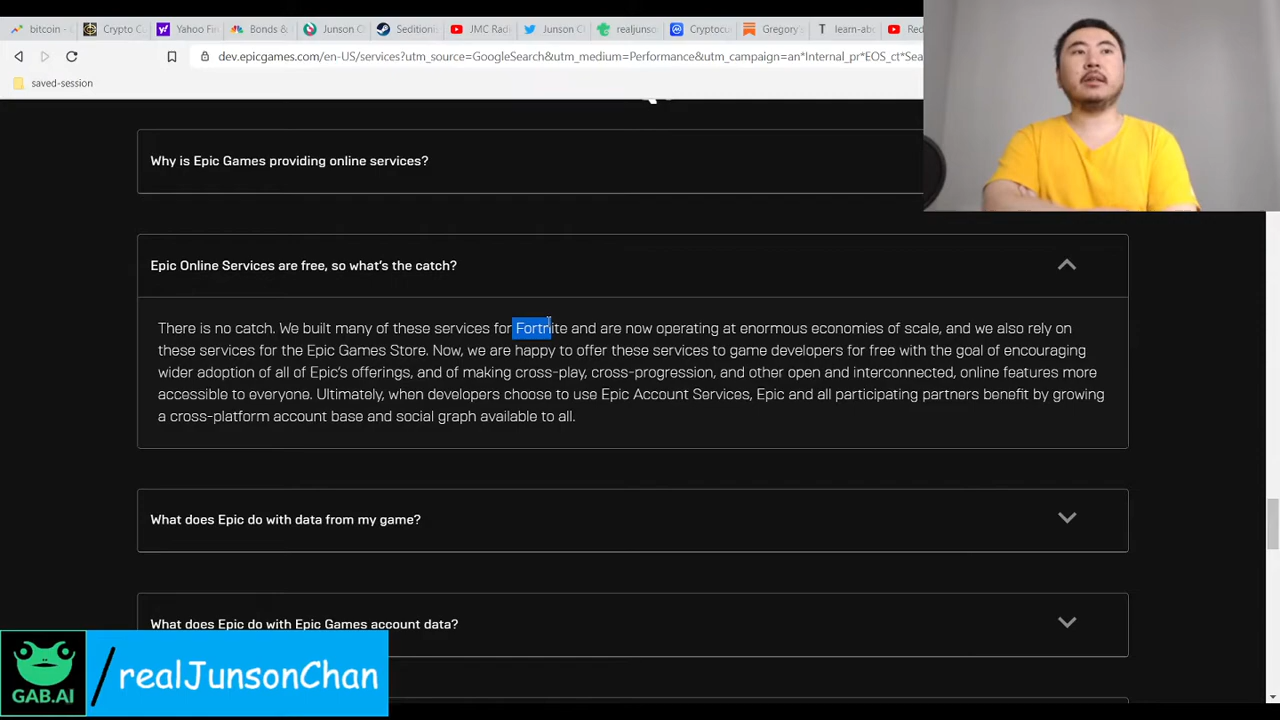 bitcoin -
Crypto C
Yahoo Fin
Bonds &
Junson C
Sedition
JMC Radi
Junson Ch
realjunso
Cryptocu
Gregory'
learn-abo
dev.epicgames.com/en-US/services?utm_source=GoogleSearch&utm_medium=Performance&utm_campaign=an*Internal_pr*EOS_ct*Sea
saved-session
Why is Epic Games providing online services?
Epic Online Services are free, so what's the catch?
There is no catch. We built many of these services for Fortnite and are now operating at enormous economies of scale, and we also rely on
these services for the Epic Games Store. Now, we are happy to offer these services to game developers for free with the goal of encouraging
wider adoption of all of Epic's offerings, and of making cross-play, cross-progression, and other open and interconnected, online features more
accessible to everyone. Ultimately, when developers choose to use Epic Account Services, Epic and all participating partners benefit by growing
a cross-platform account base and social graph available to all.
What does Epic do with data from my game?
What does Epic do with Epic Games account data?
GAB.AI
/realJunsonChan